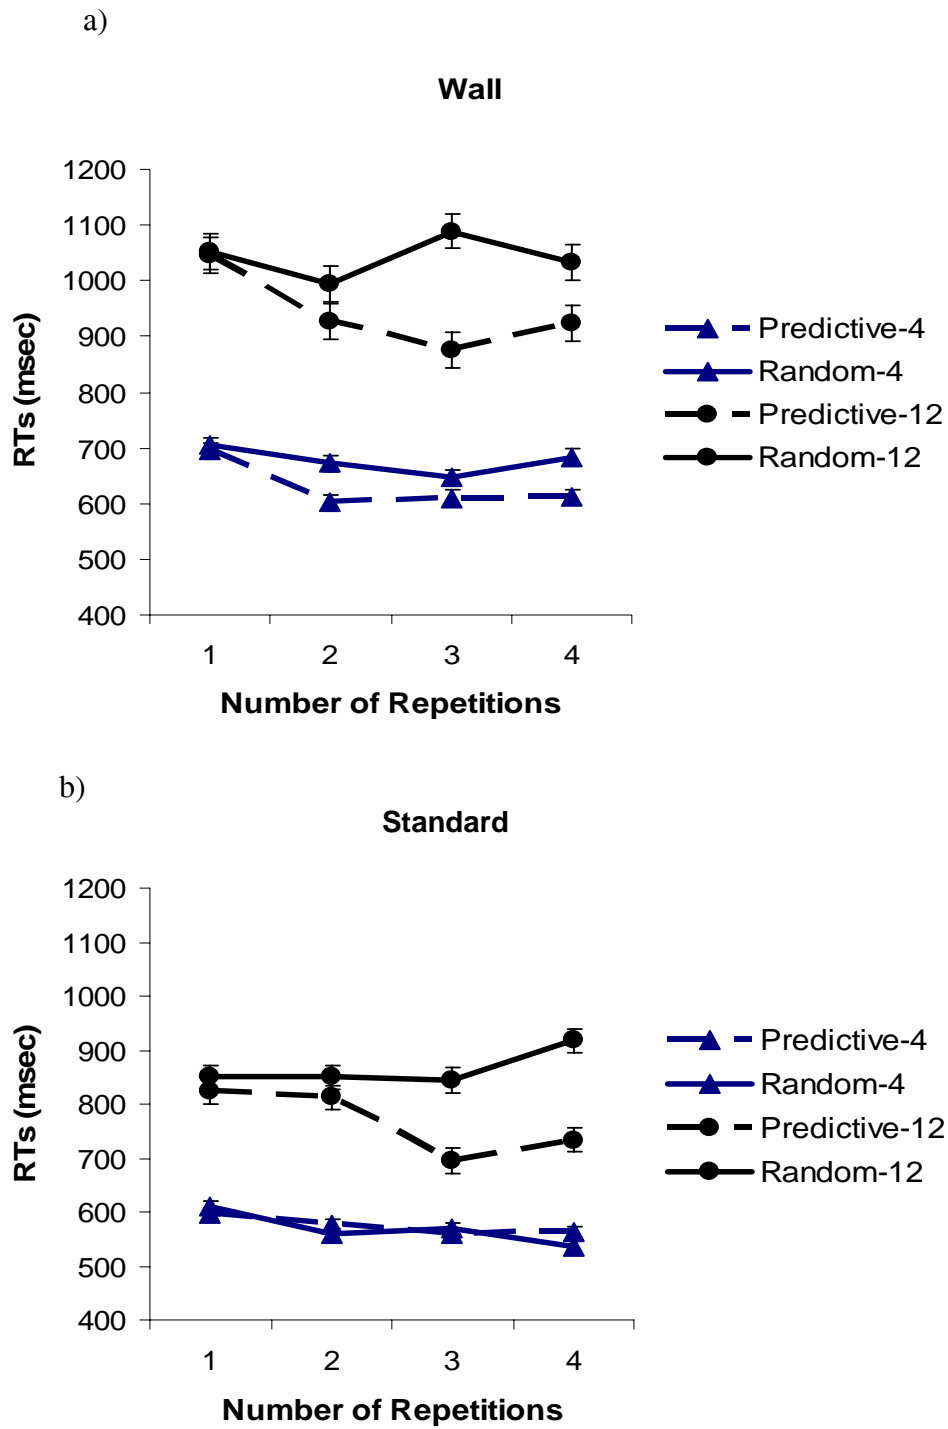 a)
Wall
1200
1100
1000
900
800
700
600
500
400
RTs (msec)
1 2 3 4
Number of Repetitions
Predictive-4
Random-4
Predictive-12
Random-12
b)
Standard
1200
1100
1000
900
800
700
600
500
400
RTs (msec)
1 2 3 4
Number of Repetitions
Predictive-4
Random-4
Predictive-12
Random-12